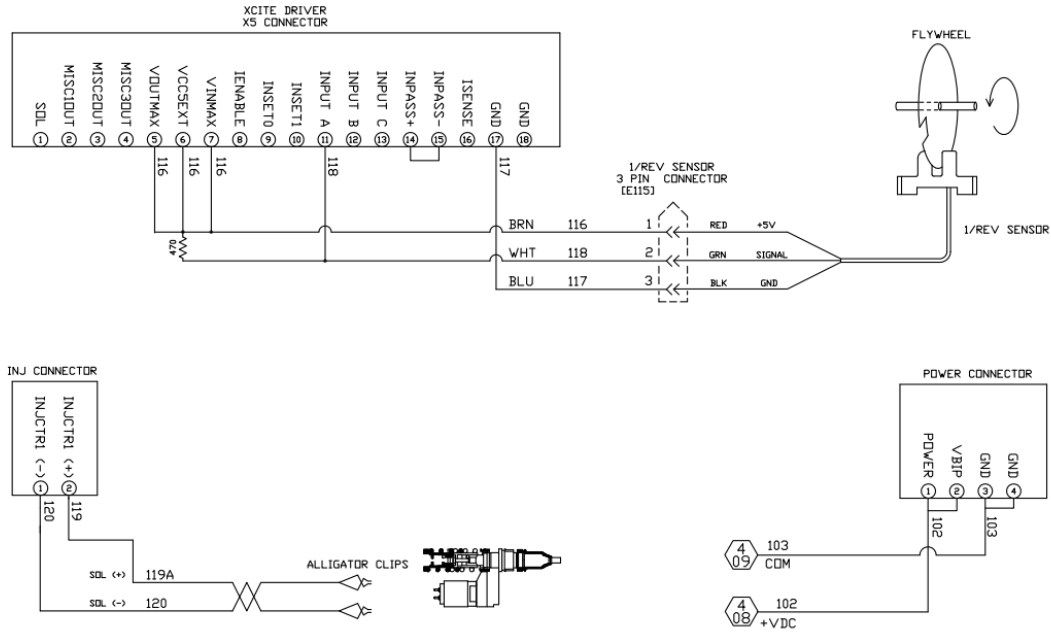 XCITE DRIVER
X5 CONNECTOR
SOL
MISC1OUT
MISC2OUT
MISC3OUT
VOUTMAX
VCC5EXT
VINMAX
IENABLE
INSET0
INSET1
INPUT A
INPUT B
INPUT C
INPASS+
INPASS-
ISENSE
GND
GND
1 2 3 4 5 6 7 8 9 10 11 12 13 14 15 16 17 18
116 116 116 118 117
FLYWHEEL
1/REV SENSOR
3 PIN CONNECTOR
[E115]
BRN 116 1 RED +5V
470
WHT 118 2 GRN SIGNAL
BLU 117 3 BLK GND
1/REV SENSOR
INJ CONNECTOR
INJCTR1 (-)
INJCTR1 (+)
1 2
120 119
SOL (+) 119A
SOL (-) 120
ALLIGATOR CLIPS
POWER CONNECTOR
POWER
VBIP
GND
GND
1 2 3 4
102 103
4
09
103
COM
4
08
102
+VDC